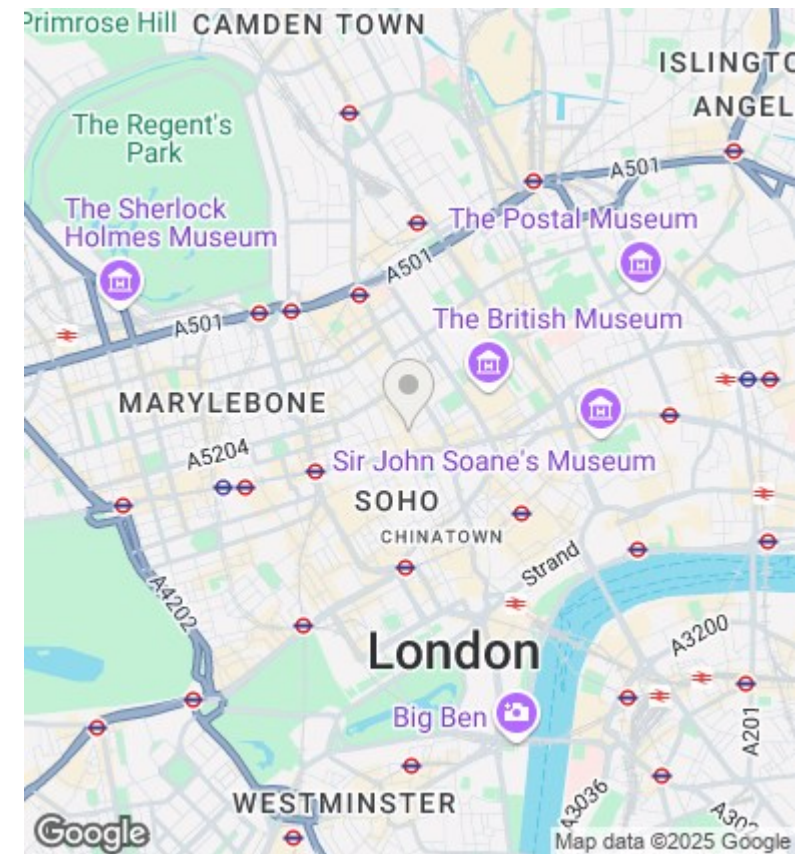 Primrose Hill
CAMDEN TOWN
ISLINGTO
ANGEL
The Regent's
Park
A501
The Sherlock
Holmes Museum
The Postal Museum
A501
A501
The British Museum
MARYLEBONE
A5204
Sir John Soane's Museum
SOHO
CHINATOWN
Strand
A4202
A3200
London
Big Ben
A201
WESTMINSTER
A3036
A302
Google
Map data ©2025 Google